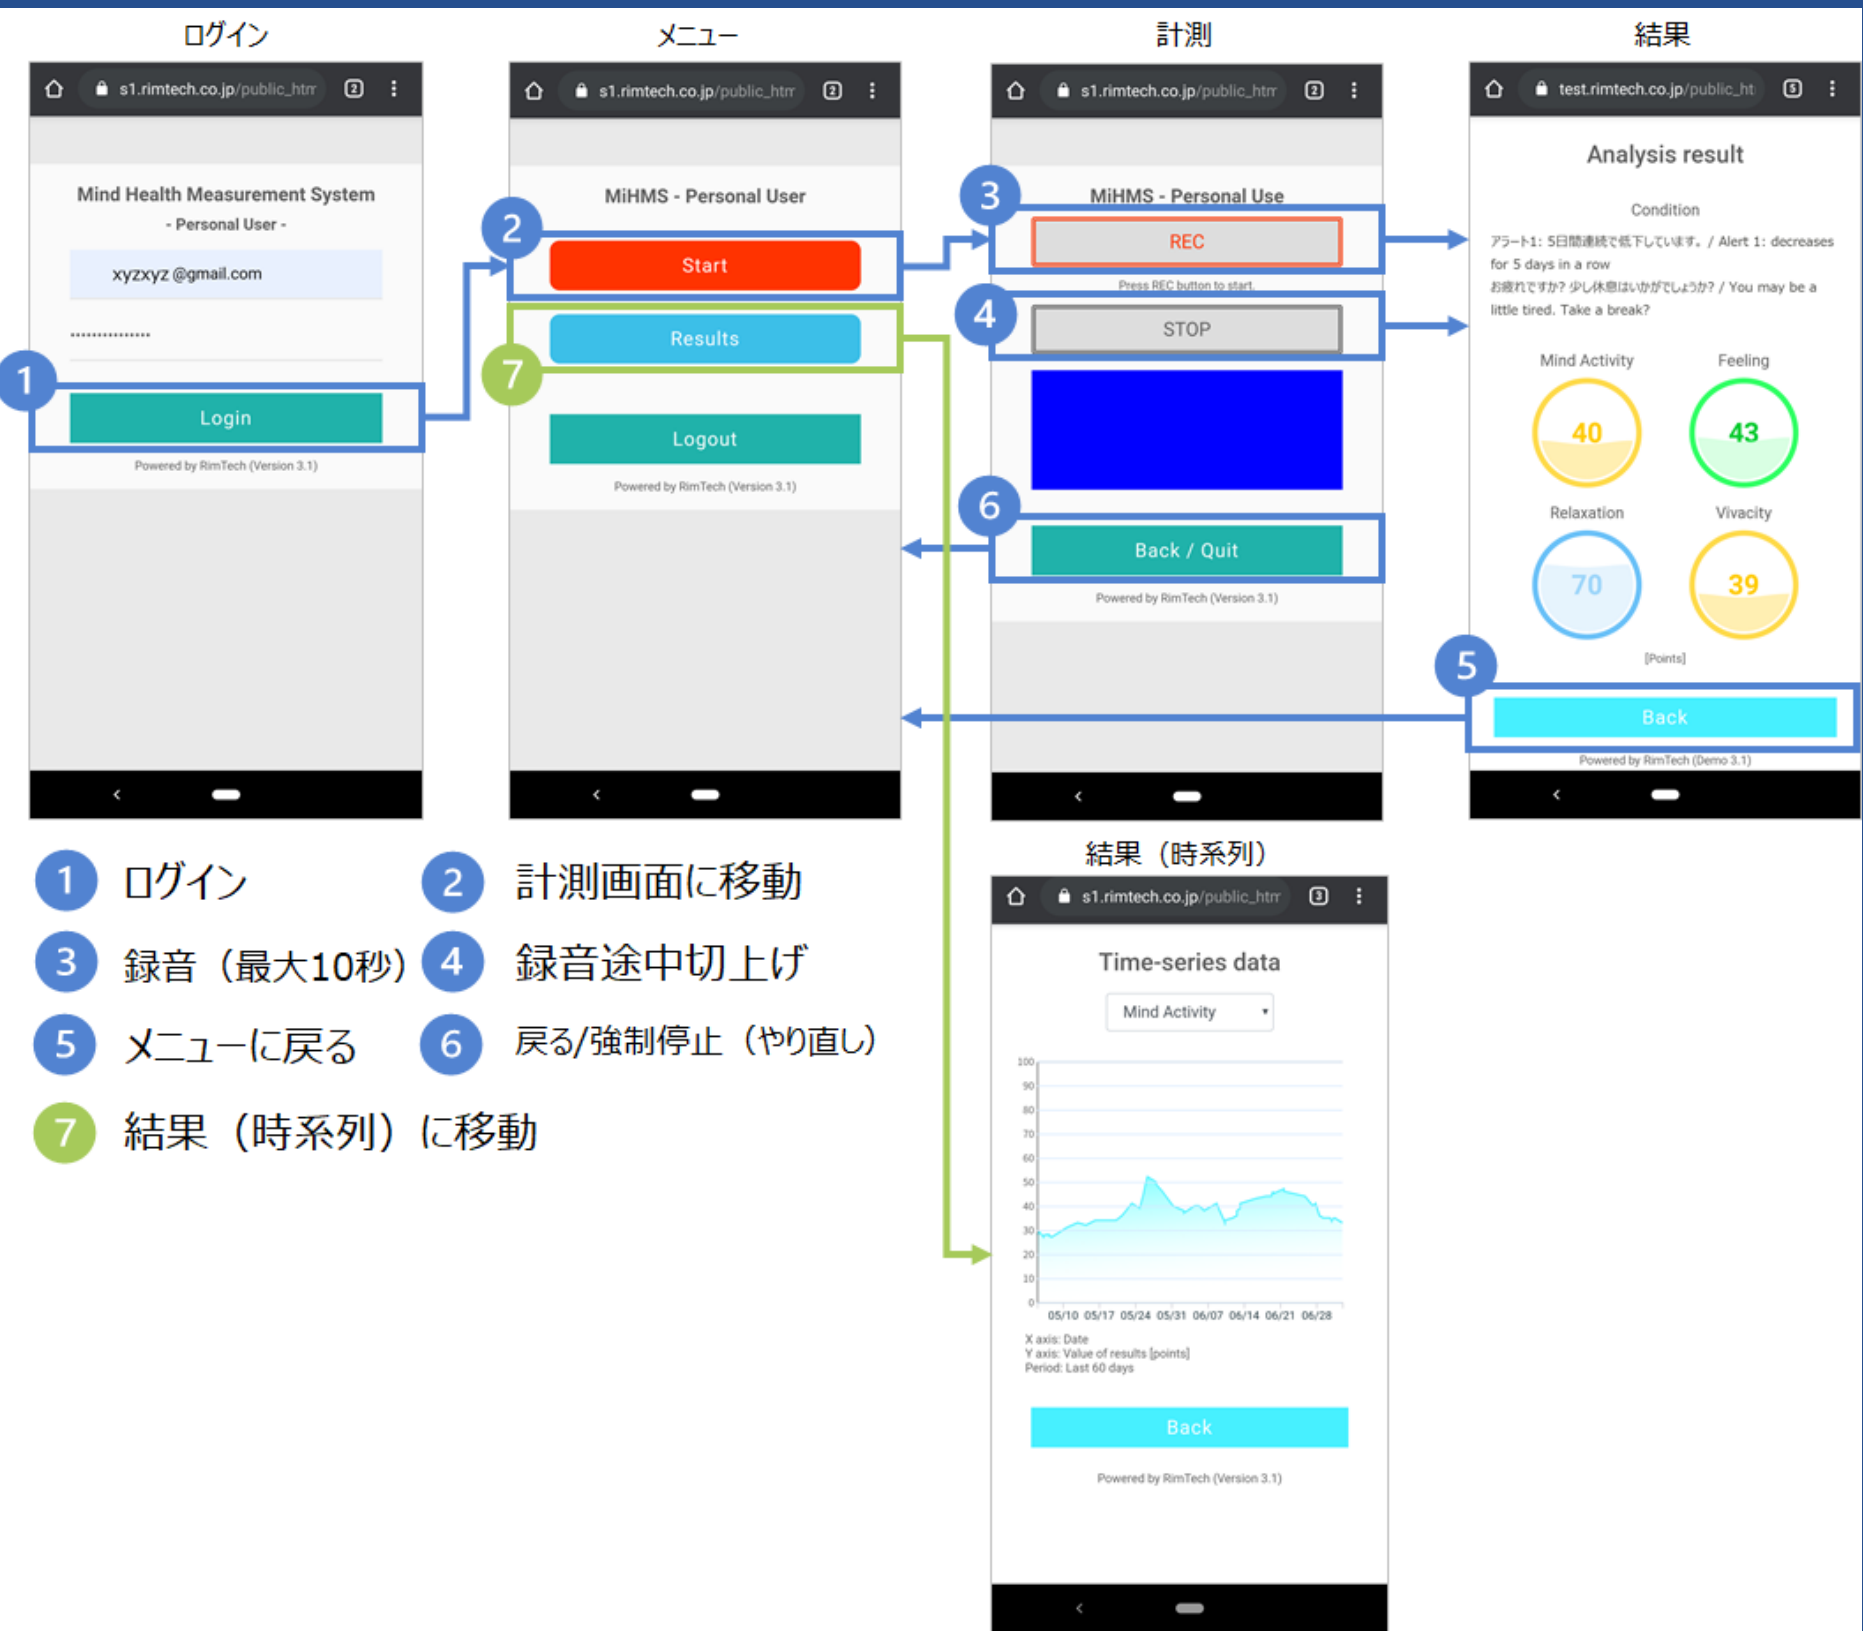 ログイン
s1.rimtech.co.jp/public_htm
2
Mind Health Measurement System
- Personal User -
xyzxyz @gmail.com
1
Login
Powered by RimTech (Version 3.1)
メニュー
s1.rimtech.co.jp/public_htm
2
MiHMS - Personal User
2
Start
Results
7
Logout
Powered by RimTech (Version 3.1)
計測
s1.rimtech.co.jp/public_htm
2
3
MiHMS - Personal Use
REC
Press REC button to start.
4
STOP
6
Back / Quit
Powered by RimTech (Version 3.1)
結果
test.rimtech.co.jp/public_ht
5
Analysis result
Condition
アラート1: 5日間連続で低下しています。/ Alert 1: decreases
for 5 days in a row
お疲れですか? 少し休息はいかがでしょうか? / You may be a
little tired. Take a break?
Mind Activity
Feeling
40
43
Relaxation
Vivacity
70
39
[Points]
5
Back
Powered by RimTech (Demo 3.1)
1 ログイン
2 計測画面に移動
3 録音（最大10秒）
4 録音途中切上げ
5 メニューに戻る
6 戻る/強制停止（やり直し）
7 結果（時系列）に移動
結果（時系列）
s1.rimtech.co.jp/public_htm
3
Time-series data
Mind Activity
100
90
80
70
60
50
40
30
20
10
0
05/10 05/17 05/24 05/31 06/07 06/14 06/21 06/28
X axis: Date
Y axis: Value of results [points]
Period: Last 60 days
Back
Powered by RimTech (Version 3.1)